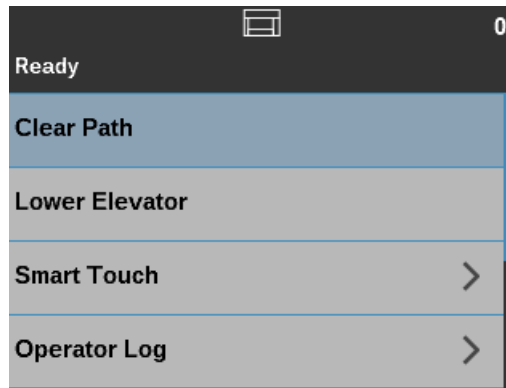 0
Ready
Clear Path
Lower Elevator
Smart Touch
Operator Log